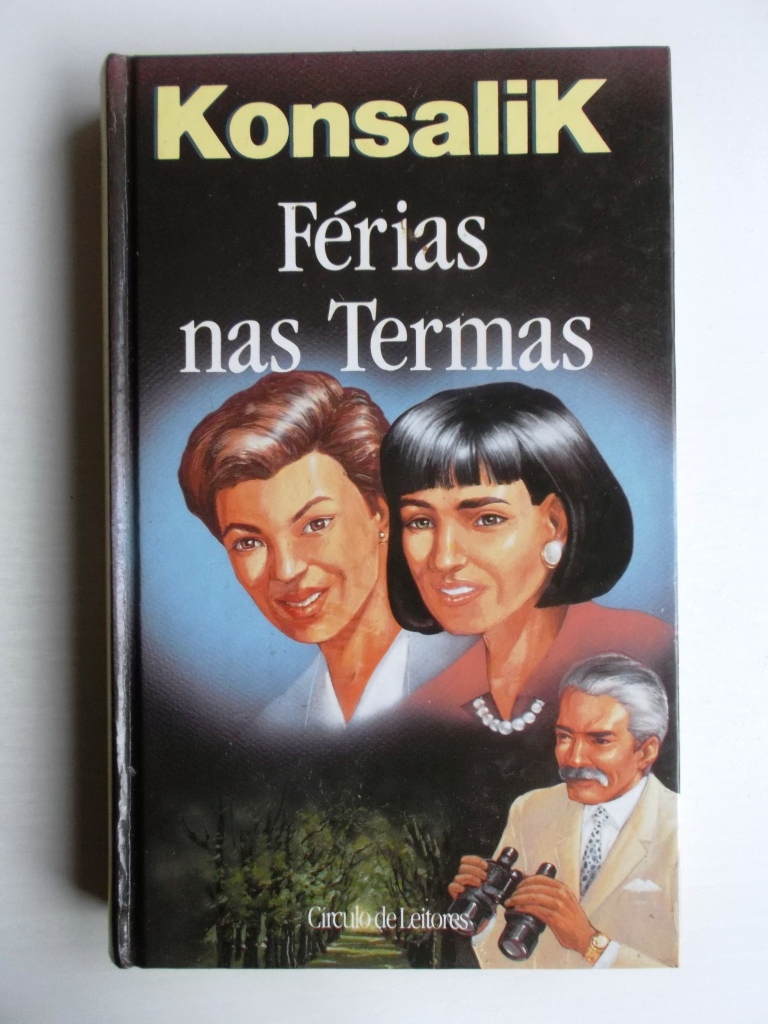 KonsaliK
Férias
nas Termas
Círculo de Leitores